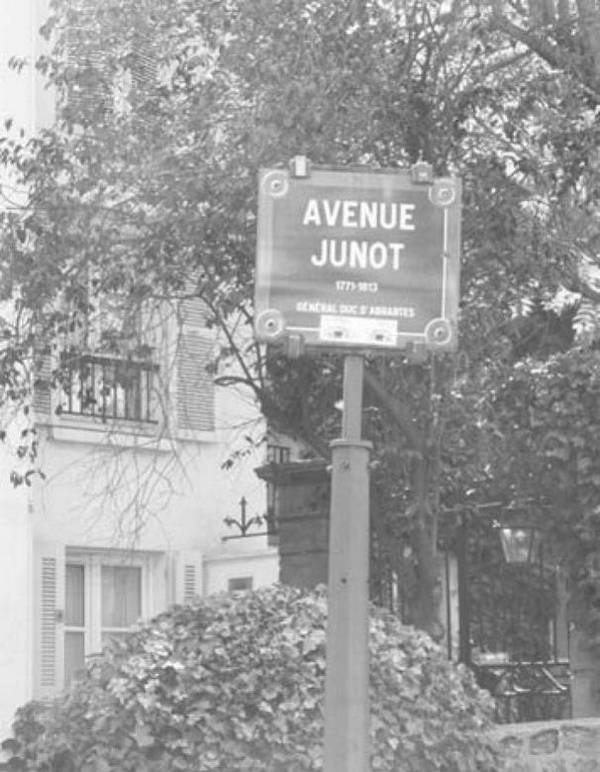 AVENUE
JUNOT
1771-1813
GÉNÉRAL DUC D'ABRANTES